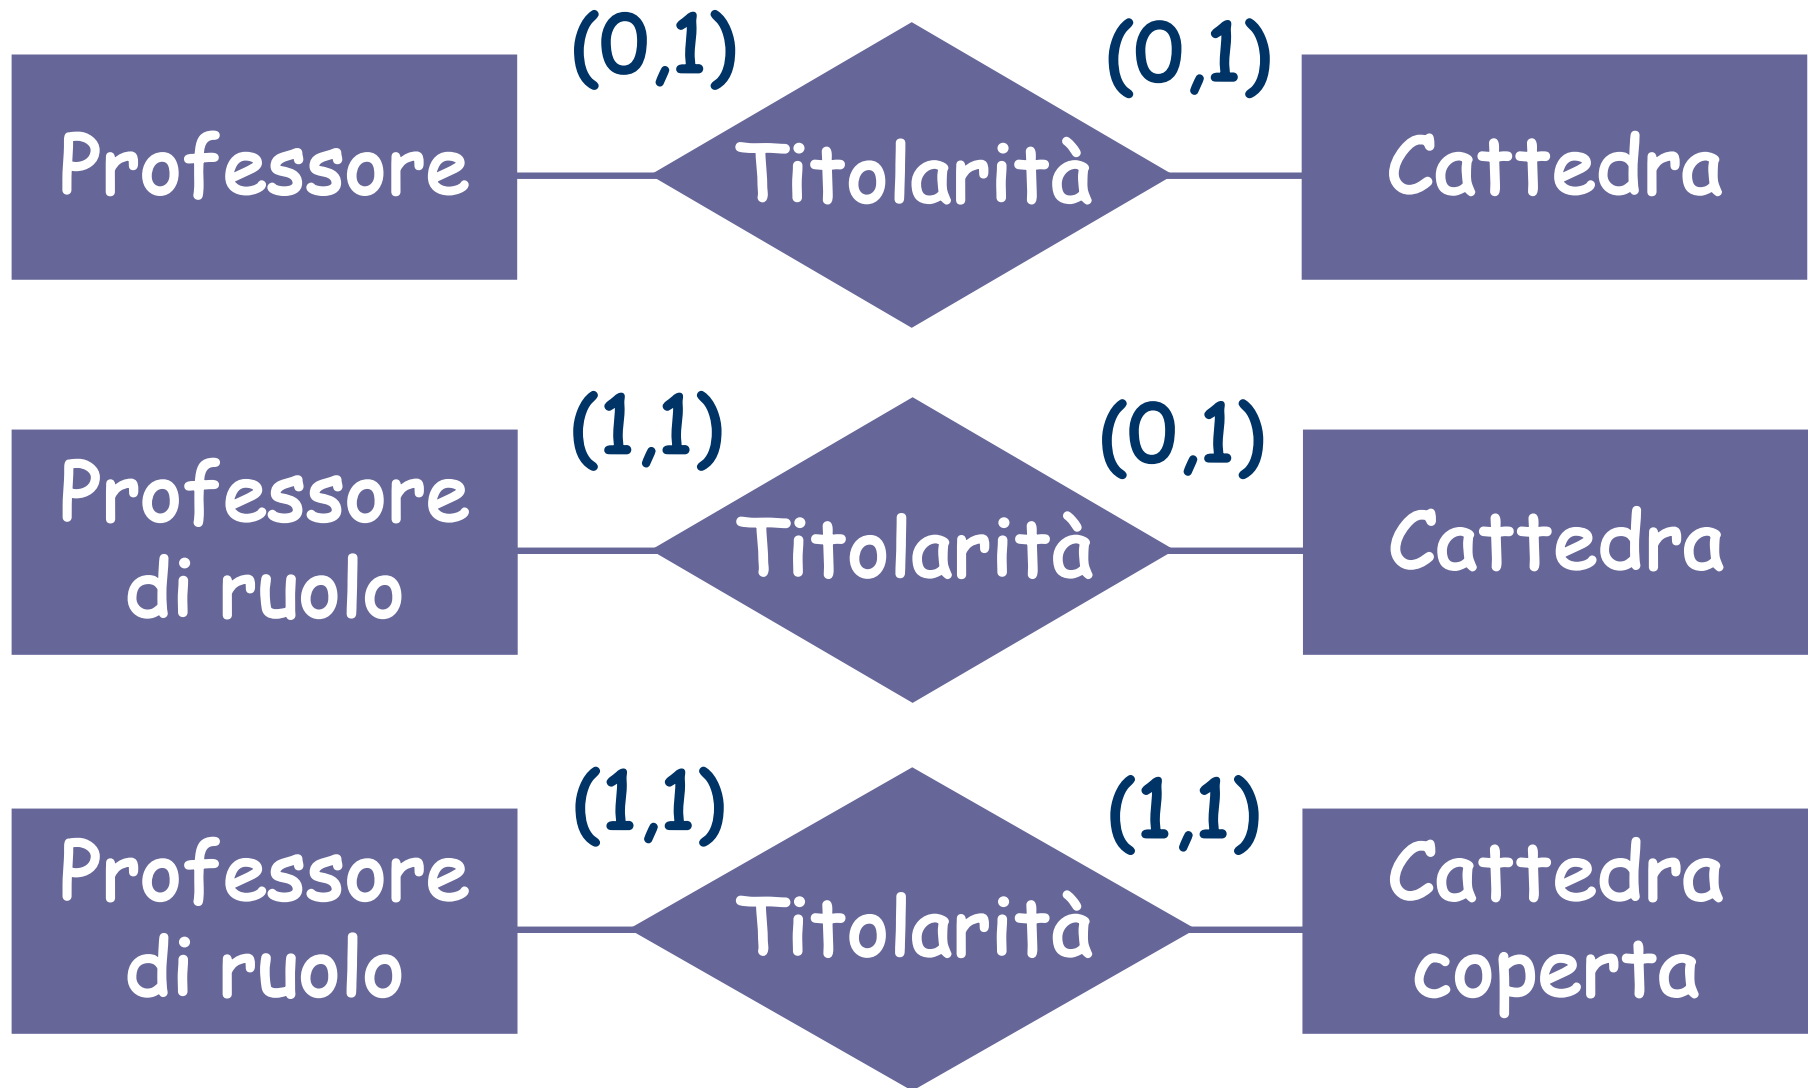 (0,1) (0,1)
Professore Titolarità Cattedra
(1,1) (0,1)
Professore
di ruolo
Titolarità
Cattedra
(1,1) (1,1)
Professore
di ruolo
Titolarità
Cattedra
coperta